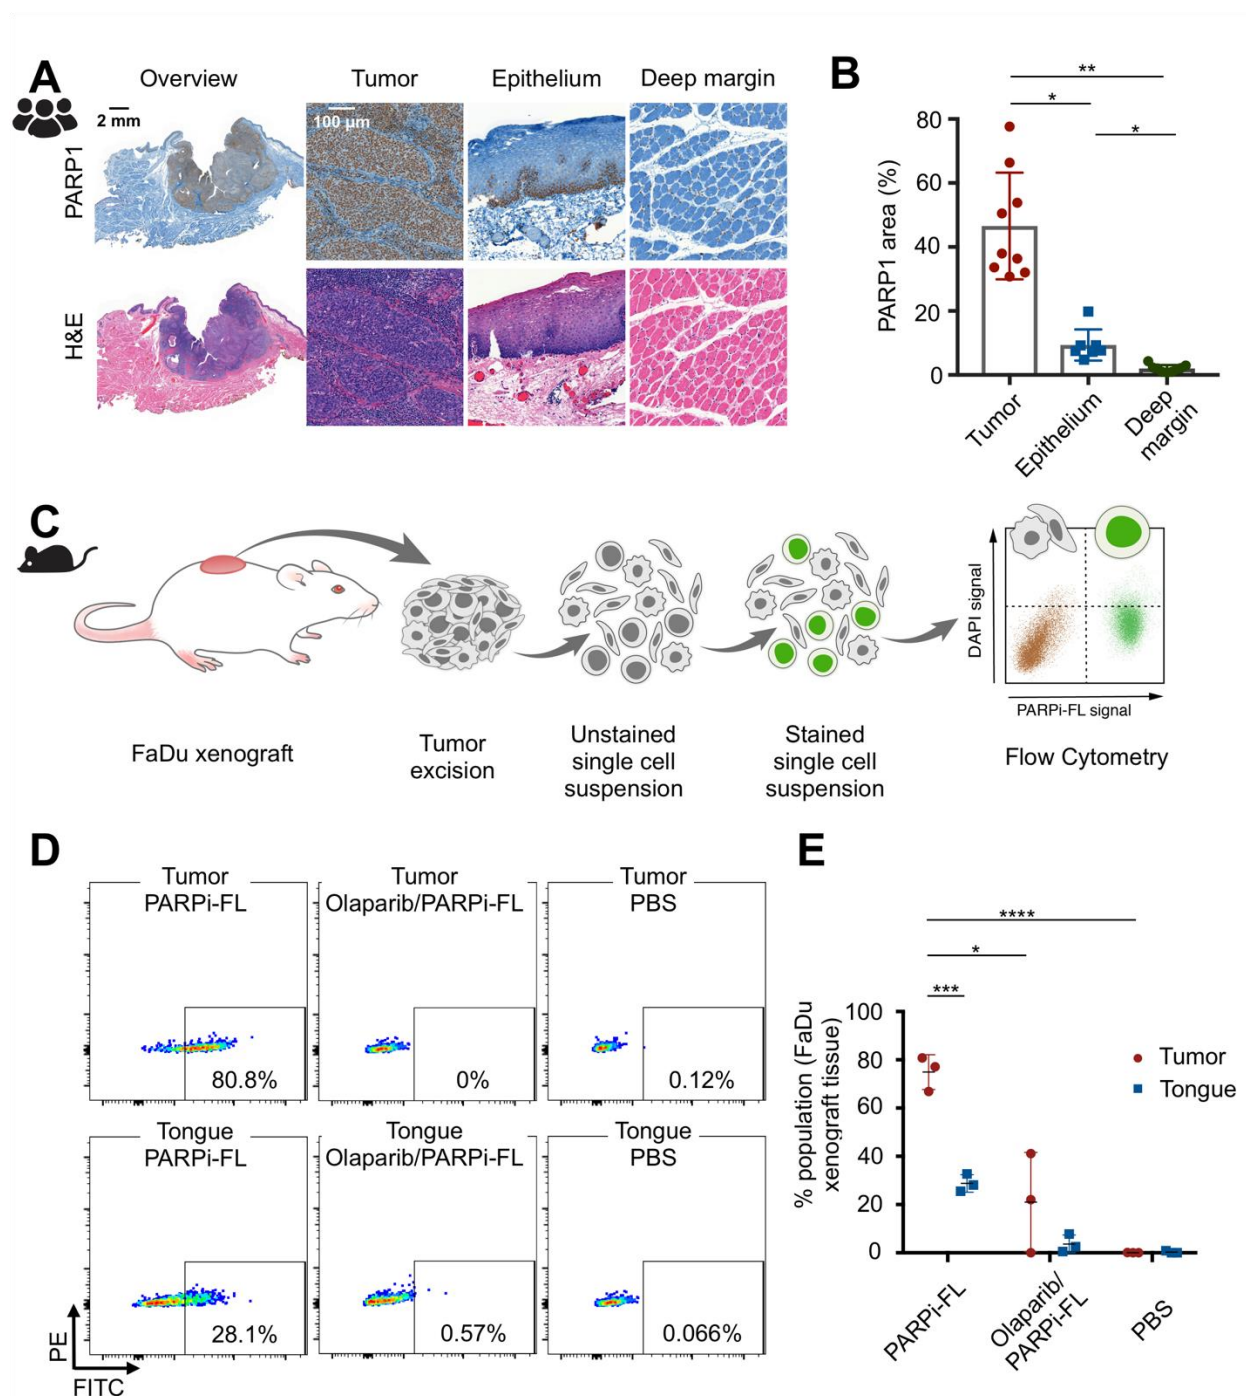 A
Overview
Tumor
Epithelium
Deep margin
2 mm
100 µm
PARP1
H&E
B
**
*
*
80
60
40
20
0
PARP1 area (%)
Tumor
Epithelium
Deep
margin
C
DAPI signal
PARPi-FL signal
FaDu xenograft
Tumor
excision
Unstained
single cell
suspension
Stained
single cell
suspension
Flow Cytometry
D
Tumor
PARPi-FL
80.8%
Tumor
Olaparib/PARPi-FL
0%
Tumor
PBS
0.12%
Tongue
PARPi-FL
28.1%
Tongue
Olaparib/PARPi-FL
0.57%
Tongue
PBS
0.066%
PE
FITC
E
****
*
***
100
80
60
40
20
0
% population (FaDu
xenograft tissue)
Tumor
Tongue
PARPi-FL
Olaparib/
PARPi-FL
PBS